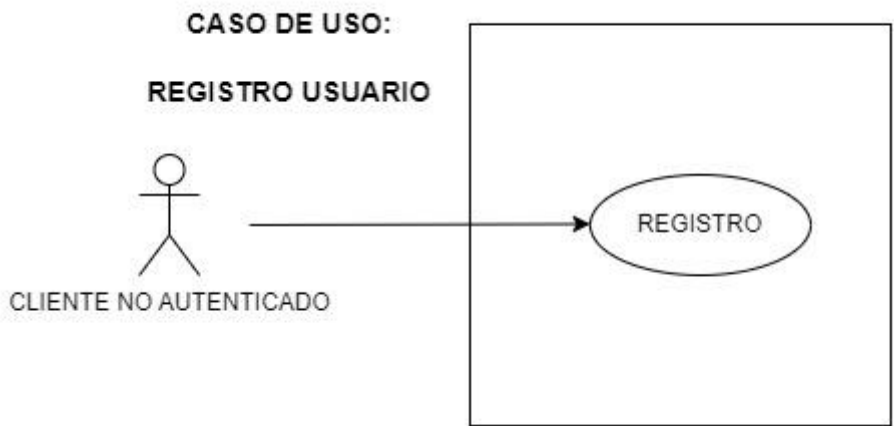 CASO DE USO:
REGISTRO USUARIO
REGISTRO
CLIENTE NO AUTENTICADO